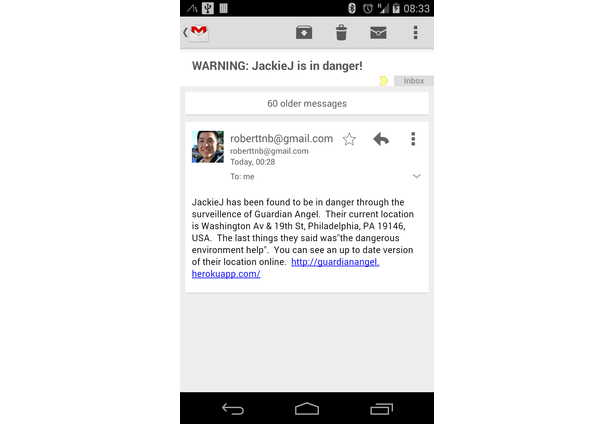 08:33
WARNING: JackieJ is in danger!
Inbox
60 older messages
roberttnb@gmail.com
roberttnb@gmail.com
Today, 00:28
To: me
JackieJ has been found to be in danger through the
surveillence of Guardian Angel.  Their current location
is Washington Av & 19th St, Philadelphia, PA 19146,
USA.  The last things they said was"the dangerous
environment help".  You can see an up to date version
of their location online.  http://guardianangel.
herokuapp.com/